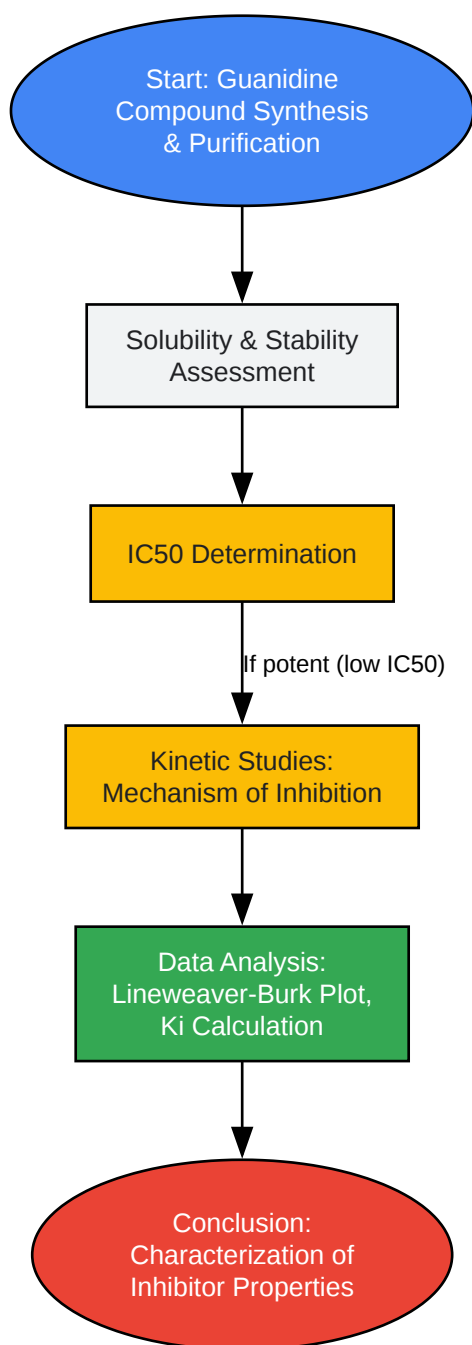 Start: Guanidine
Compound Synthesis
& Purification
Solubility & Stability
Assessment
IC50 Determination
If potent (low IC50)
Kinetic Studies:
Mechanism of Inhibition
Data Analysis:
Lineweaver-Burk Plot,
Ki Calculation
Conclusion:
Characterization of
Inhibitor Properties